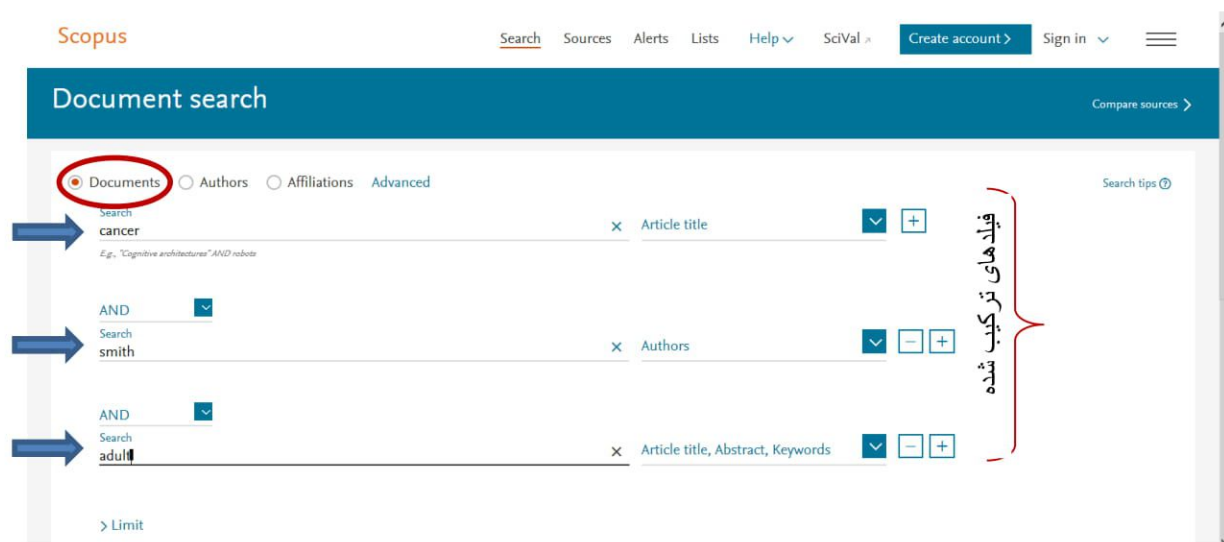 Scopus
Search Sources Alerts Lists Help SciVal Create account Sign in
Document search
Compare sources
Documents Authors Affiliations Advanced
Search tips
Search
cancer
Article title
E.g., "Cognitive architectures" AND robots
AND
Search
smith
Authors
AND
Search
adult
Article title, Abstract, Keywords
فیلدهای ترکیب شده
Limit